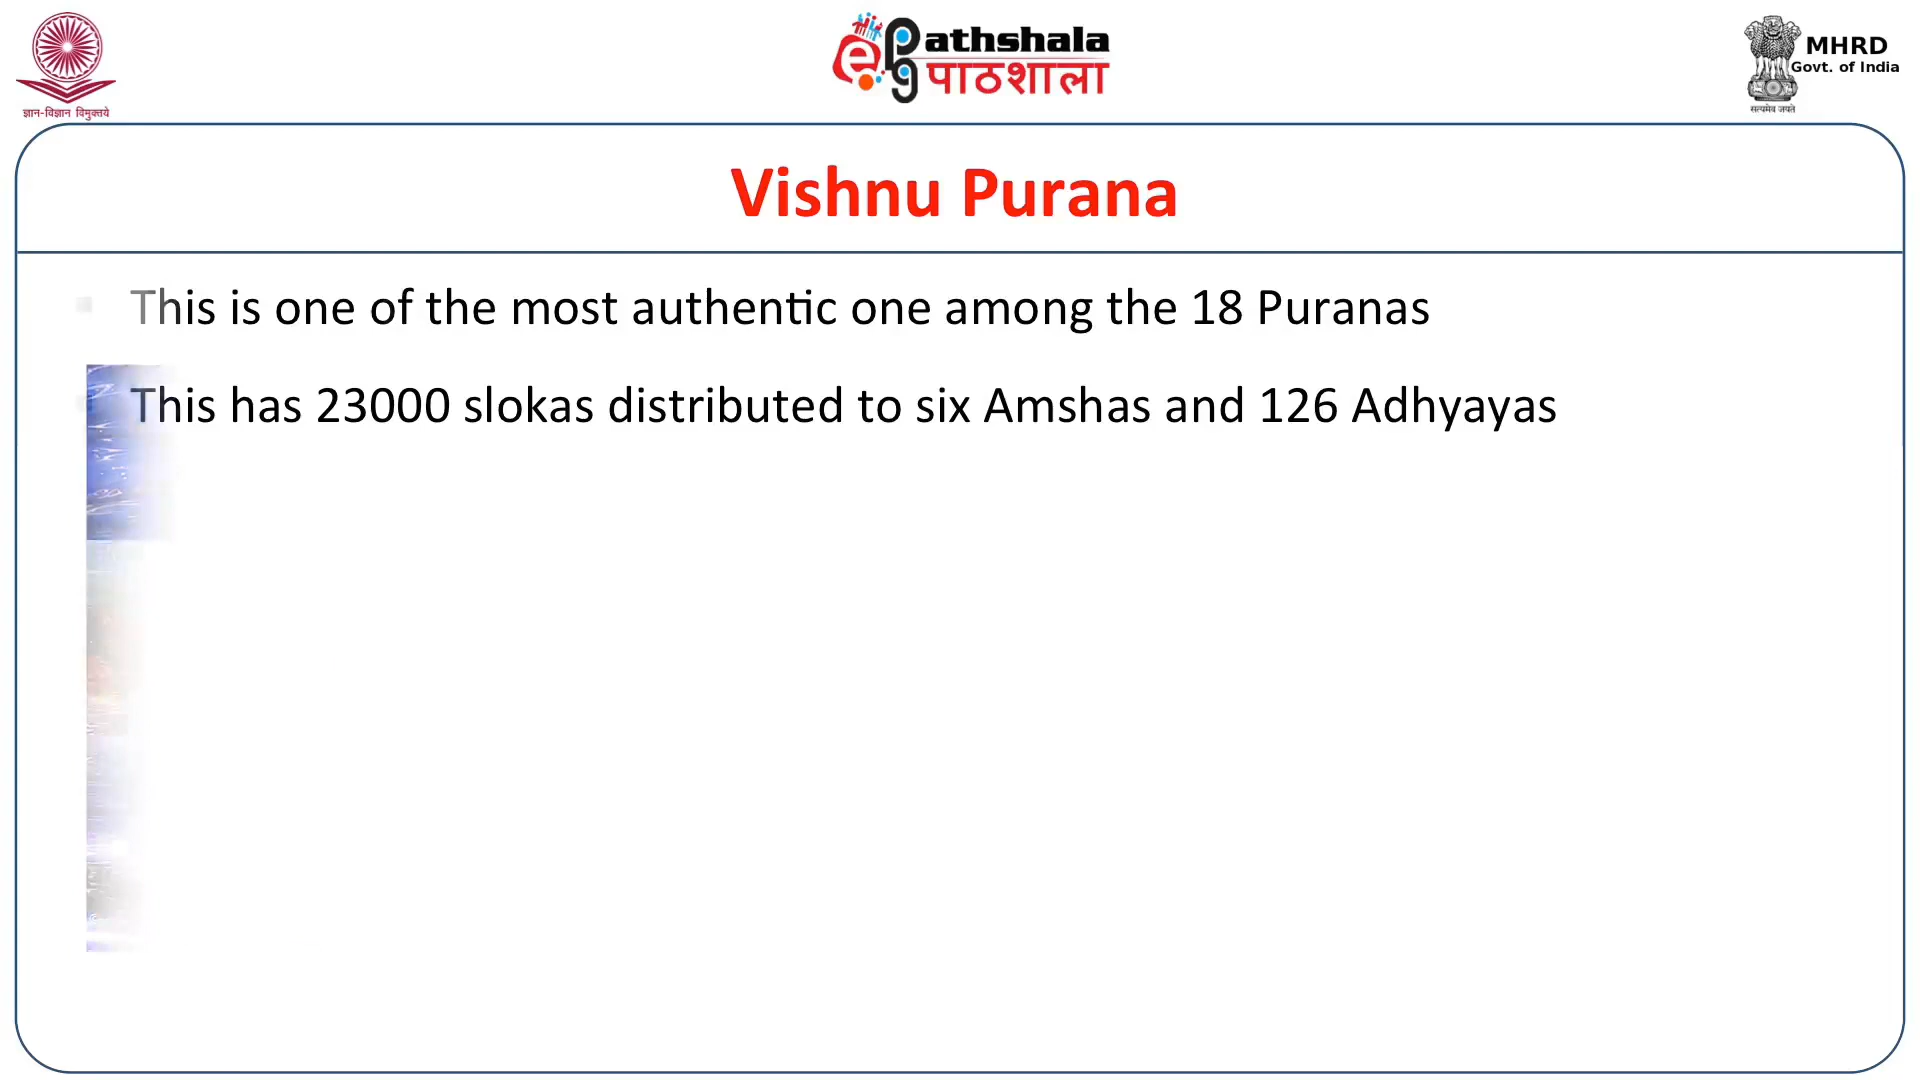 ज्ञान-विज्ञान विमुक्तये
e Pathshala
पाठशाला
MHRD
Govt. of India
सत्यमेव जयते
Vishnu Purana
This is one of the most authentic one among the 18 Puranas
This has 23000 slokas distributed to six Amshas and 126 Adhyayas